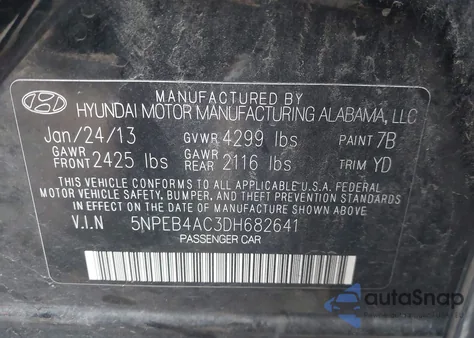 MANUFACTURED BY
HYUNDAI MOTOR MANUFACTURING ALABAMA, LLC
Jan/24/13 GVWR 4299 lbs PAINT 7B
GAWR FRONT 2425 lbs GAWR REAR 2116 lbs TRIM YD
THIS VEHICLE CONFORMS TO ALL APPLICABLE U.S.A. FEDERAL
MOTOR VEHICLE SAFETY, BUMPER, AND THEFT PREVENTION STANDARDS
IN EFFECT ON THE DATE OF MANUFACTURE SHOWN ABOVE.
V.I.N 5NPEB4AC3DH682641
PASSENGER CAR
autoSnap
Powered by